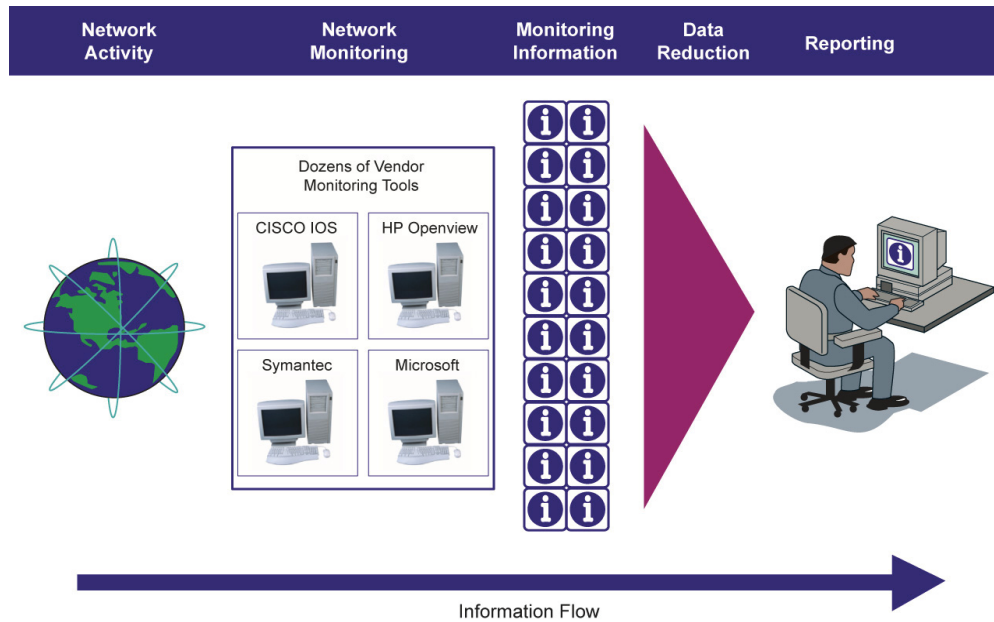 Network
Activity
Network
Monitoring
Monitoring
Information
Data
Reduction
Reporting
Dozens of Vendor
Monitoring Tools
CISCO IOS
HP Openview
Symantec
Microsoft
i i
i i
i i
i i
i i
i i
i i
i i
i i
i i
i
Information Flow